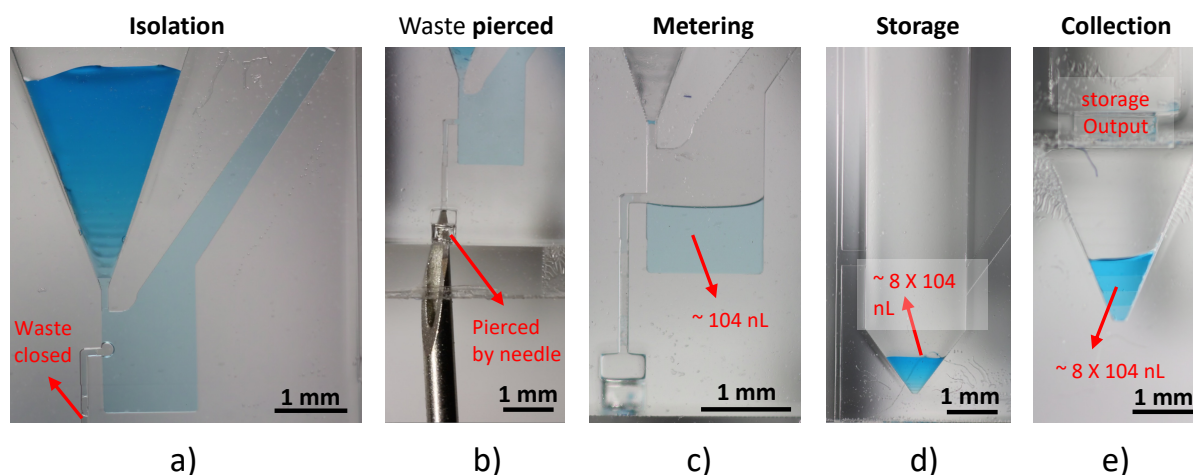 Isolation
Waste pierced
Metering
Storage
Collection
Waste
closed
1 mm
Pierced
by needle
1 mm
~ 104 nL
1 mm
~ 8 X 104
nL
1 mm
storage
Output
~ 8 X 104 nL
1 mm
a)
b)
c)
d)
e)